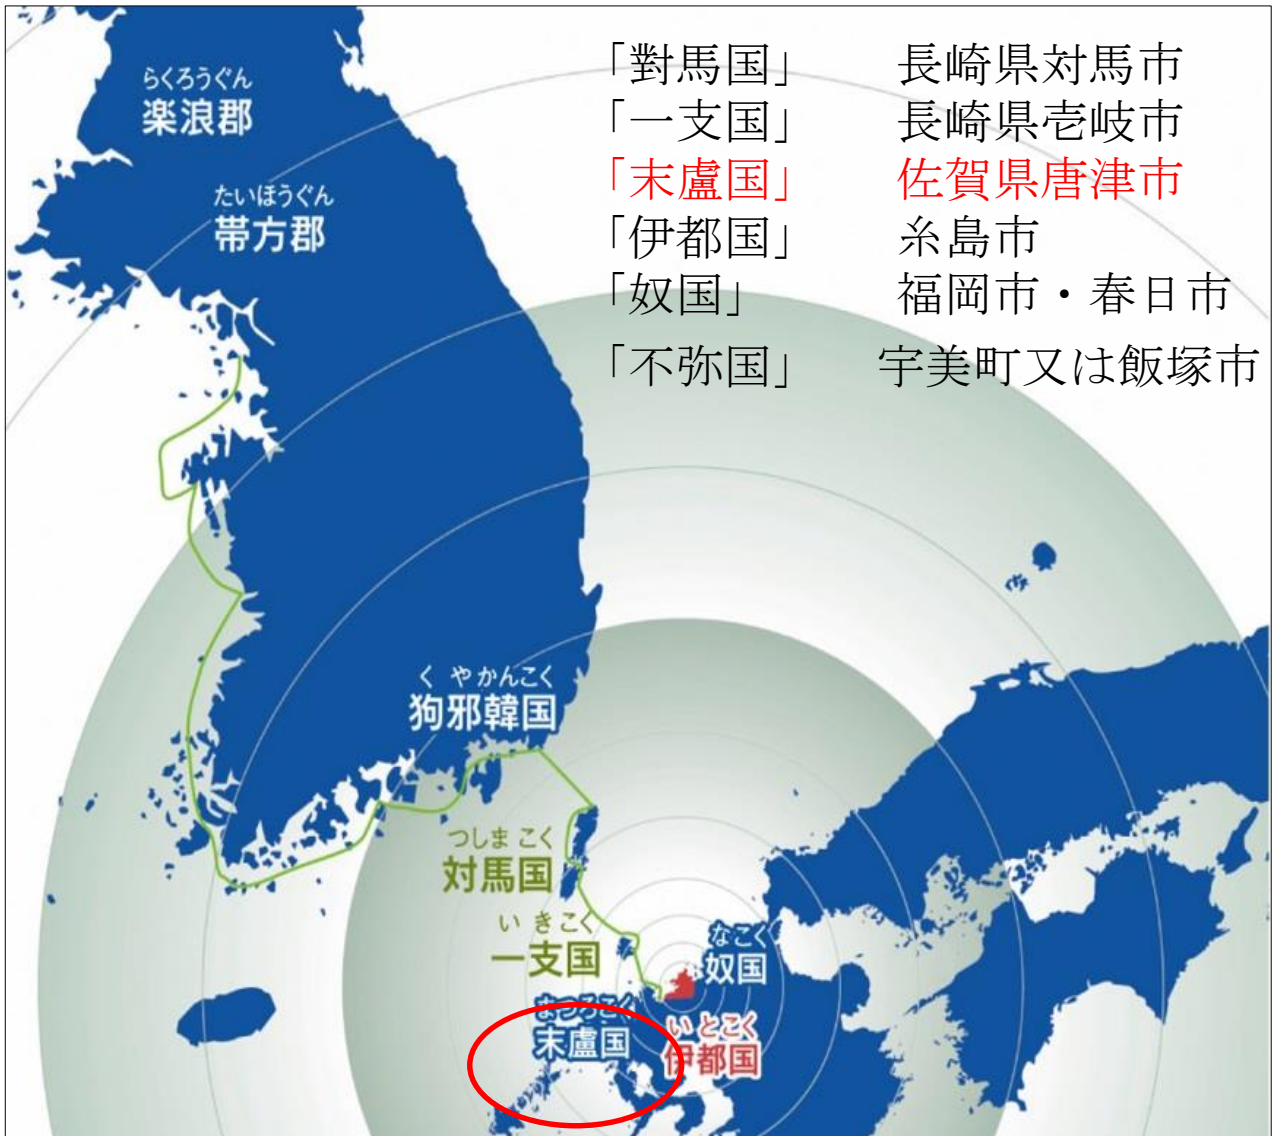 「對馬国」 長崎県対馬市
「一支国」 長崎県壱岐市
「末盧国」 佐賀県唐津市
「伊都国」 糸島市
「奴国」 福岡市・春日市
「不弥国」 宇美町又は飯塚市
らくろうぐん
楽浪郡
たいほうぐん
帯方郡
くやかんこく
狗邪韓国
つしまこく
対馬国
いきこく
一支国
なこく
奴国
まつろこく
末盧国
いとこく
伊都国